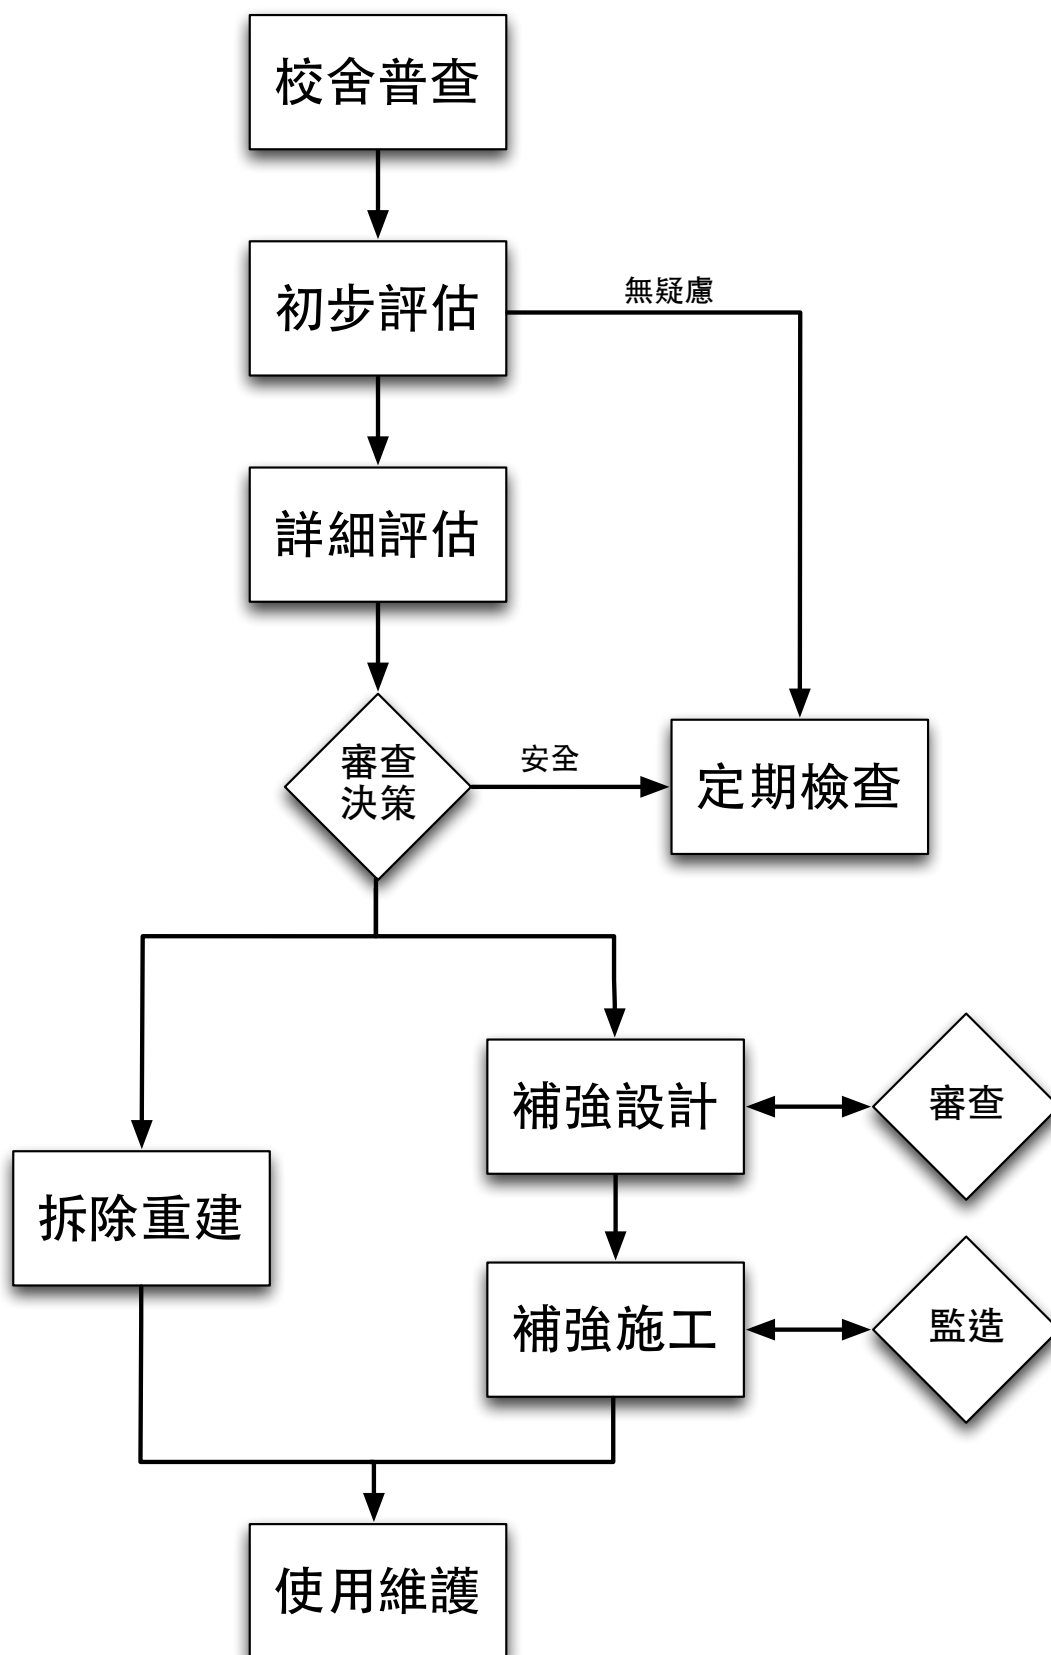 校舍普查
初步評估
無疑慮
詳細評估
審查
決策
安全
定期檢查
補強設計
審查
拆除重建
補強施工
監造
使用維護